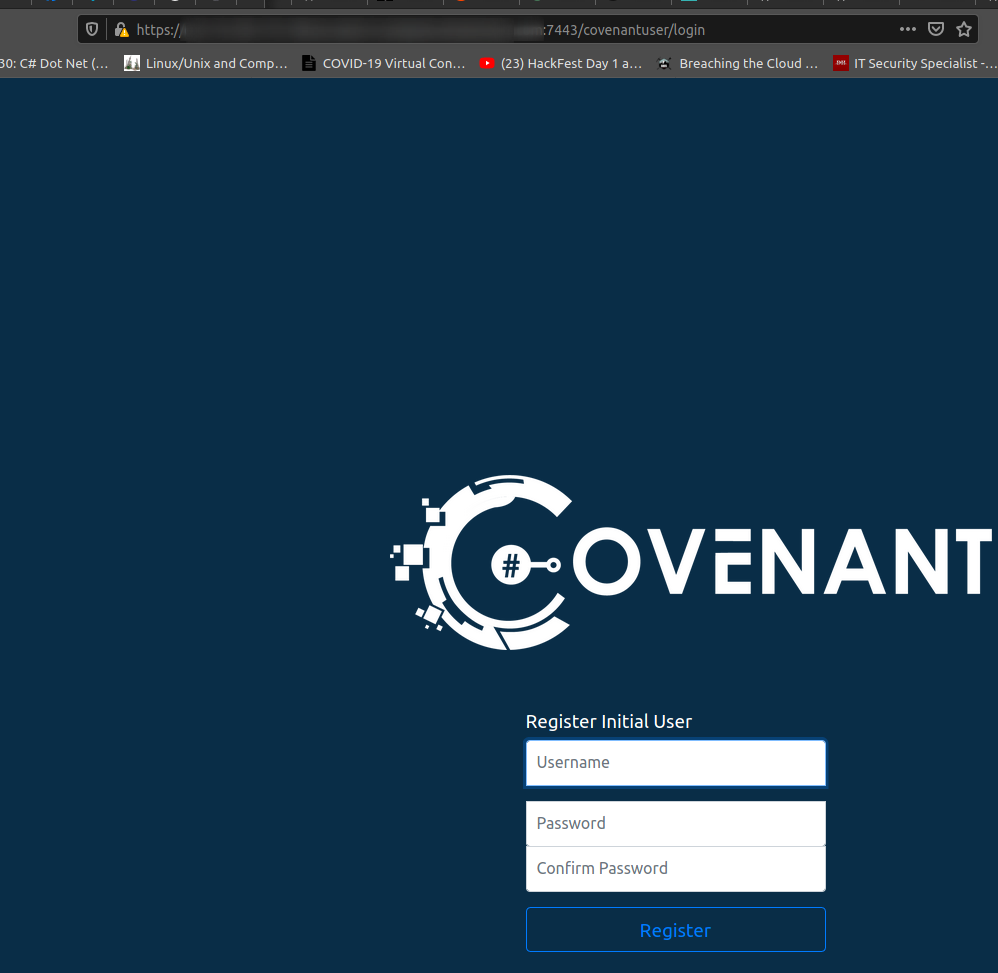 https:// :7443/covenantuser/login
30: C# Dot Net (... Linux/Unix and Comp... COVID-19 Virtual Con... (23) HackFest Day 1 a... Breaching the Cloud ... IT Security Specialist -...
# COVENANT
Register Initial User
Username
Password
Confirm Password
Register